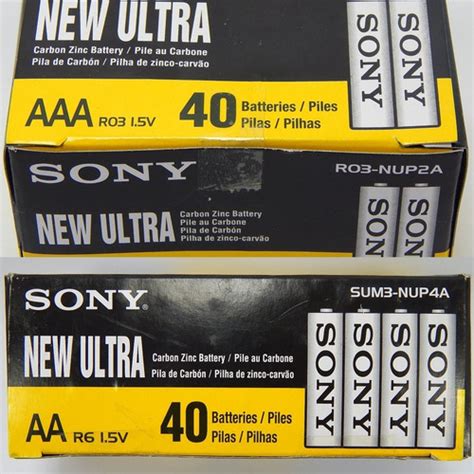 NEW ULTRA
Carbon Zinc Battery / Pile au Carbone
Pila de Carbón / Pilha de zinco-carvão
SONY SONY
AAA R03 1.5V
40 Batteries / Piles
Pilas / Pilhas
SONY
R03-NUP2A
NEW ULTRA
Carbon Zinc Battery
Pile au Carbone
Pila de Carbón
Pilha de zinco-carvão
SONY
SUM3-NUP4A
NEW ULTRA
Carbon Zinc Battery / Pile au Carbone
Pila de Carbón / Pilha de zinco-carvão
SONY SONY SONY SONY
AA R6 1.5V
40 Batteries / Piles
Pilas / Pilhas